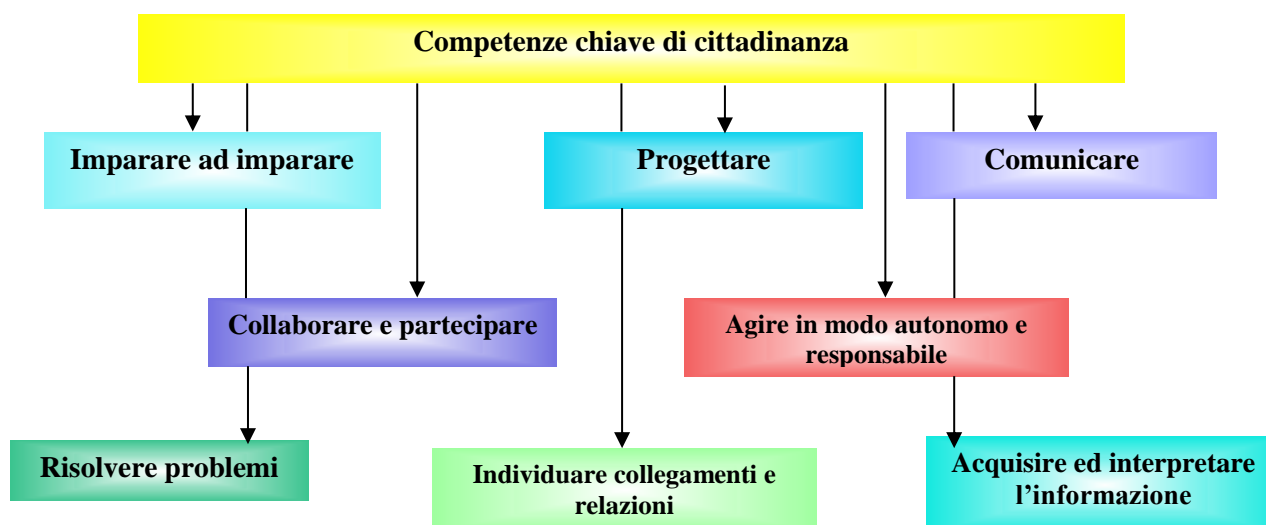 Competenze chiave di cittadinanza
Imparare ad imparare
Progettare
Comunicare
Collaborare e partecipare
Agire in modo autonomo e
responsabile
Risolvere problemi
Individuare collegamenti e
relazioni
Acquisire ed interpretare
l’informazione